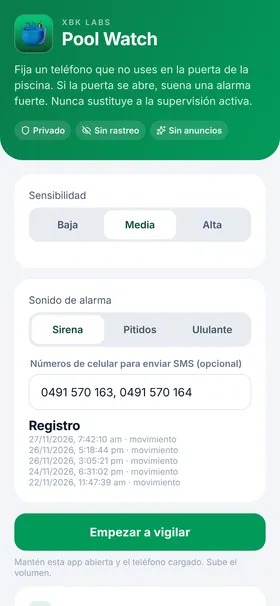 XBK LABS
Pool Watch
Fija un teléfono que no uses en la puerta de la
piscina. Si la puerta se abre, suena una alarma
fuerte. Nunca sustituye a la supervisión activa.
Privado
Sin rastreo
Sin anuncios
Sensibilidad
Baja
Media
Alta
Sonido de alarma
Sirena
Pitidos
Ululante
Números de celular para enviar SMS (opcional)
0491 570 163, 0491 570 164
Registro
27/11/2026, 7:42:10 am · movimiento
26/11/2026, 5:18:44 pm · movimiento
26/11/2026, 3:05:21 pm · movimiento
24/11/2026, 6:31:02 pm · movimiento
22/11/2026, 11:47:39 am · movimiento
Empezar a vigilar
Mantén esta app abierta y el teléfono cargado. Sube el
volumen.